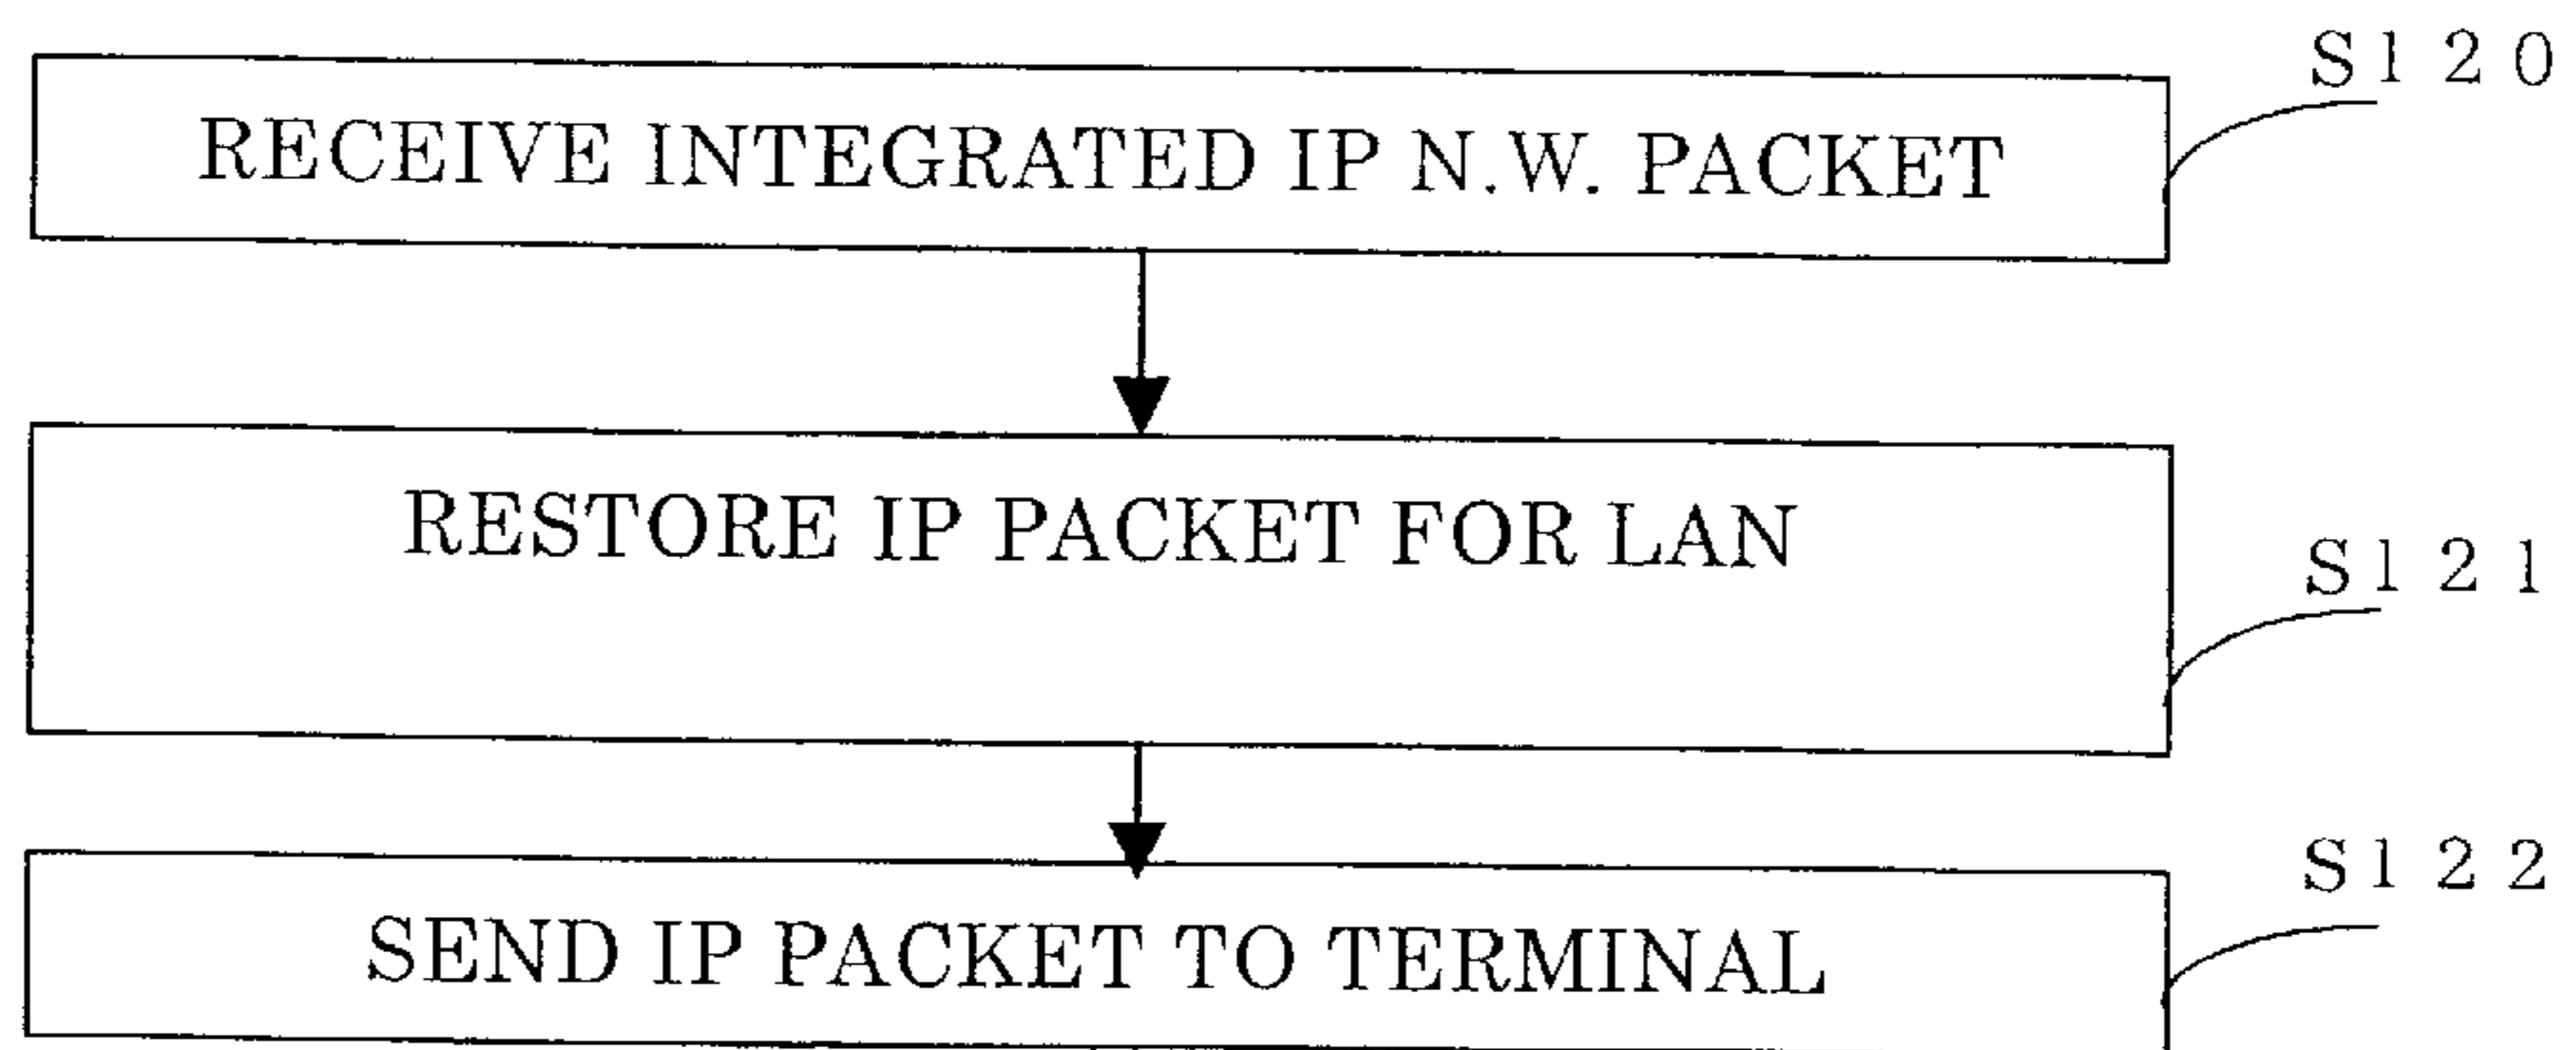 S120
RECEIVE INTEGRATED IP N.W. PACKET
RESTORE IP PACKET FOR LAN
S121
S122
SEND IP PACKET TO TERMINAL